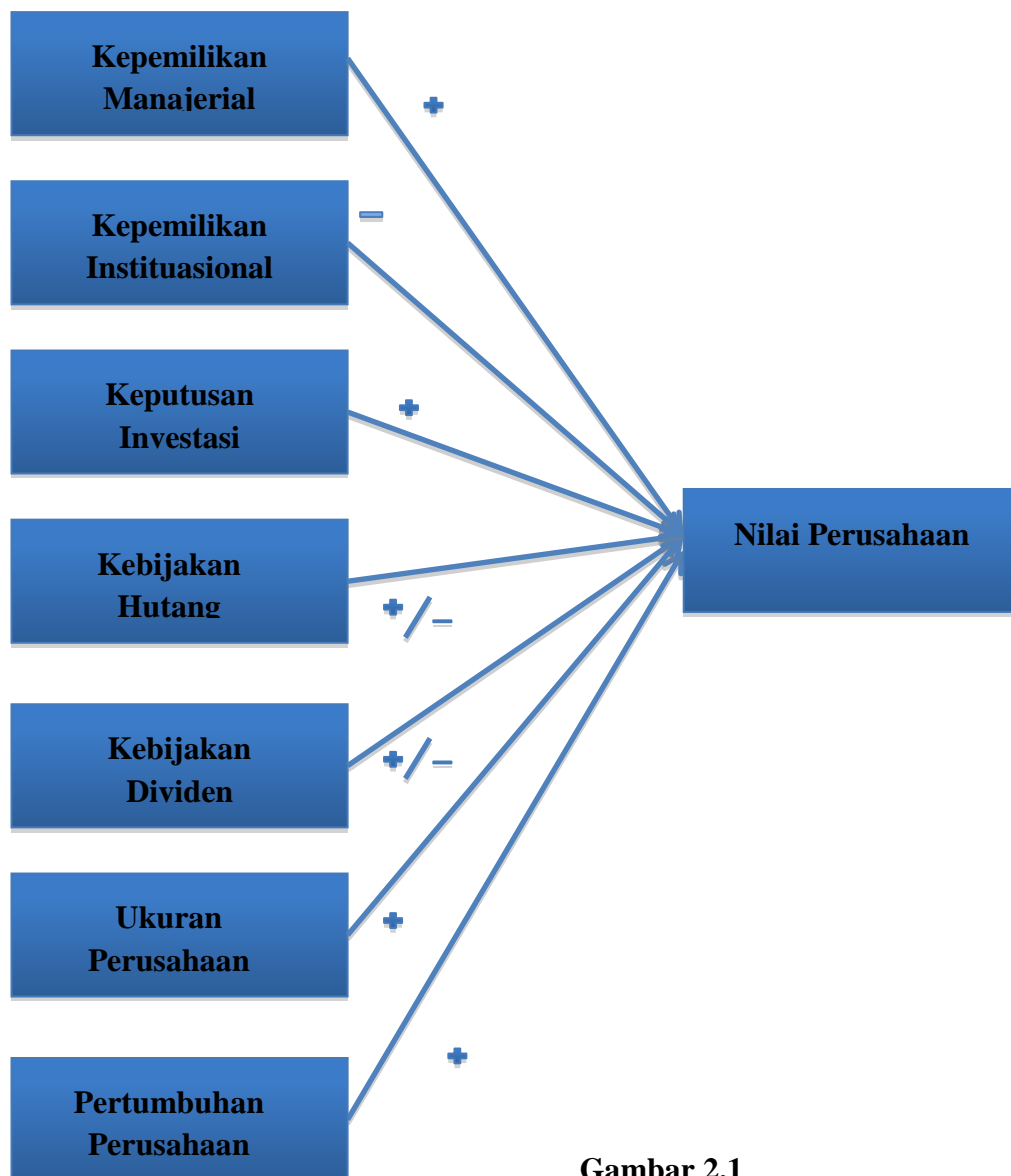 Kepemilikan
Manajerial
+
Kepemilikan
Instituasional
−
Keputusan
Investasi
+
Nilai Perusahaan
Kebijakan
Hutang
+/−
Kebijakan
Dividen
+/−
Ukuran
Perusahaan
+
Pertumbuhan
Perusahaan
+
Gambar 2.1